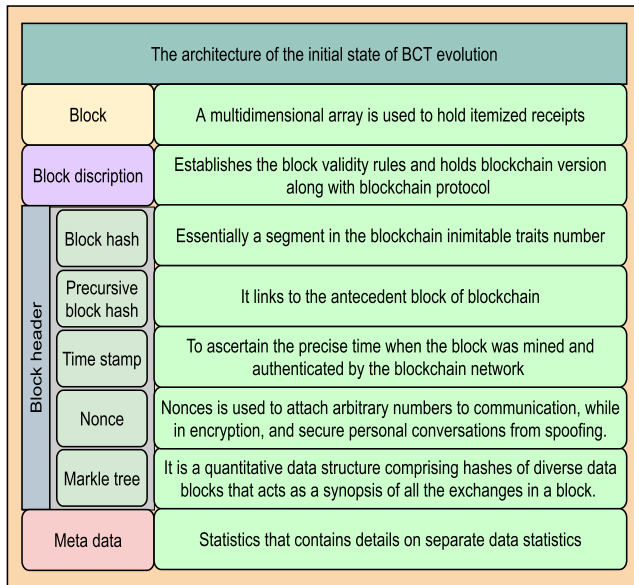 The architecture of the initial state of BCT evolution
Block
A multidimensional array is used to hold itemized receipts
Block discription
Establishes the block validity rules and holds blockchain version
along with blockchain protocol
Block header
Block hash
Essentially a segment in the blockchain inimitable traits number
Precursive
block hash
It links to the antecedent block of blockchain
Time stamp
To ascertain the precise time when the block was mined and
authenticated by the blockchain network
Nonce
Nonces is used to attach arbitrary numbers to communication, while
in encryption, and secure personal conversations from spoofing.
Markle tree
It is a quantitative data structure comprising hashes of diverse data
blocks that acts as a synopsis of all the exchanges in a block.
Meta data
Statistics that contains details on separate data statistics